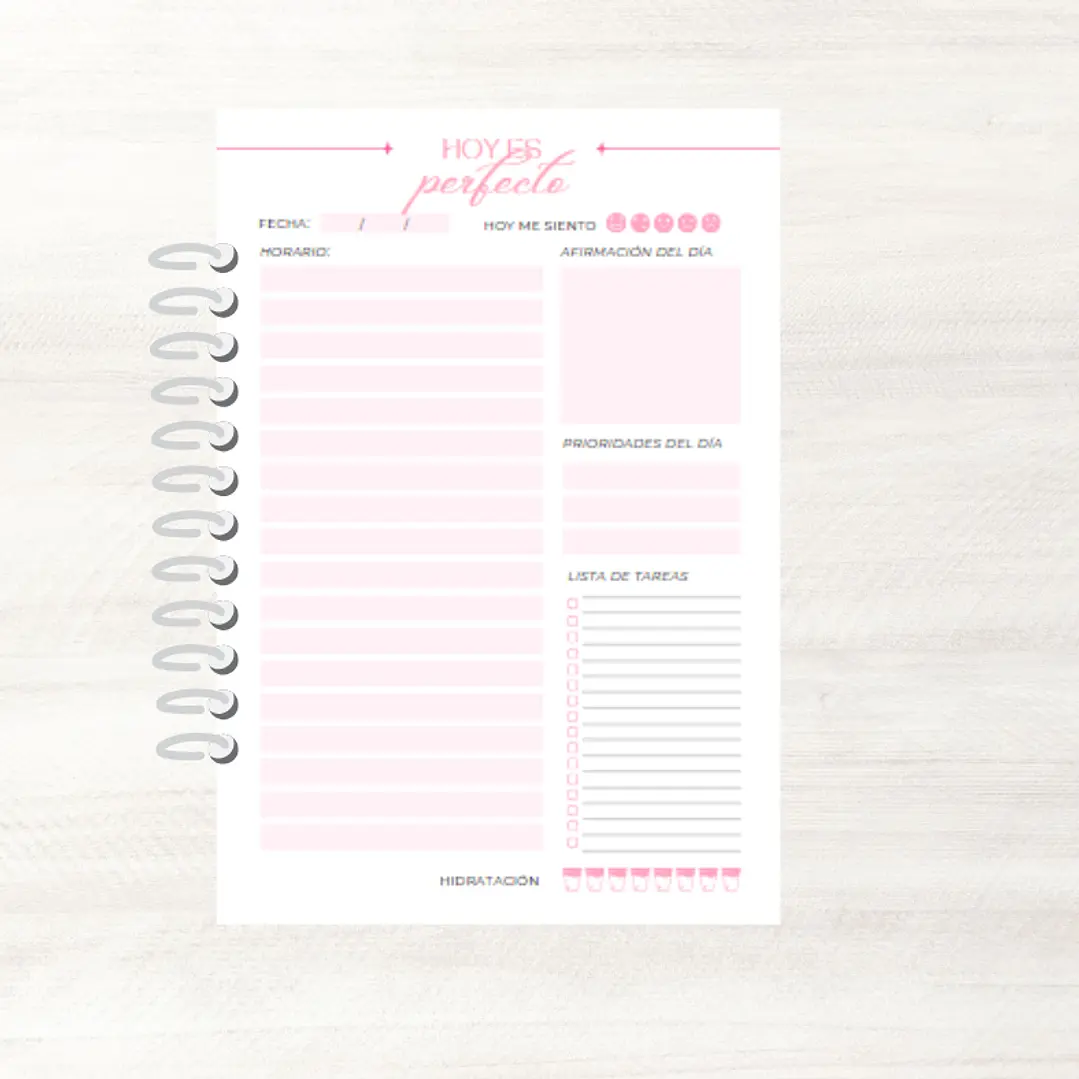 HOY ES
perfecto
FECHA: / /
HOY ME SIENTO
HORARIO:
AFIRMACIÓN DEL DÍA
PRIORIDADES DEL DÍA
LISTA DE TAREAS
HIDRATACIÓN